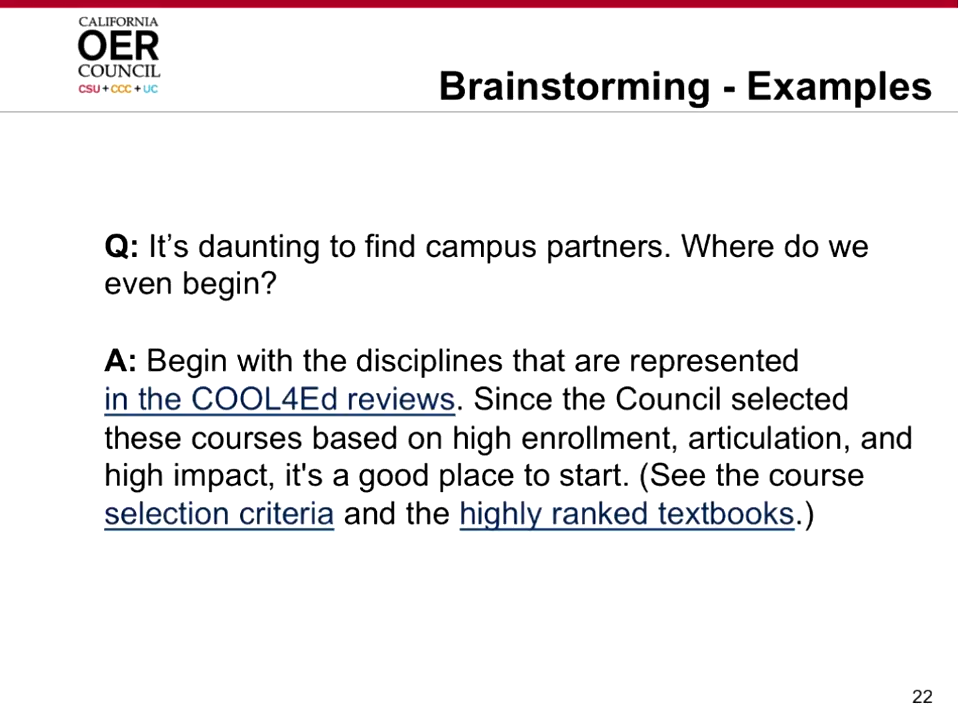 CALIFORNIA
OER
COUNCIL
CSU + CCC + UC
Brainstorming - Examples
Q: It’s daunting to find campus partners. Where do we
even begin?
A: Begin with the disciplines that are represented
in the COOL4Ed reviews. Since the Council selected
these courses based on high enrollment, articulation, and
high impact, it's a good place to start. (See the course
selection criteria and the highly ranked textbooks.)
22